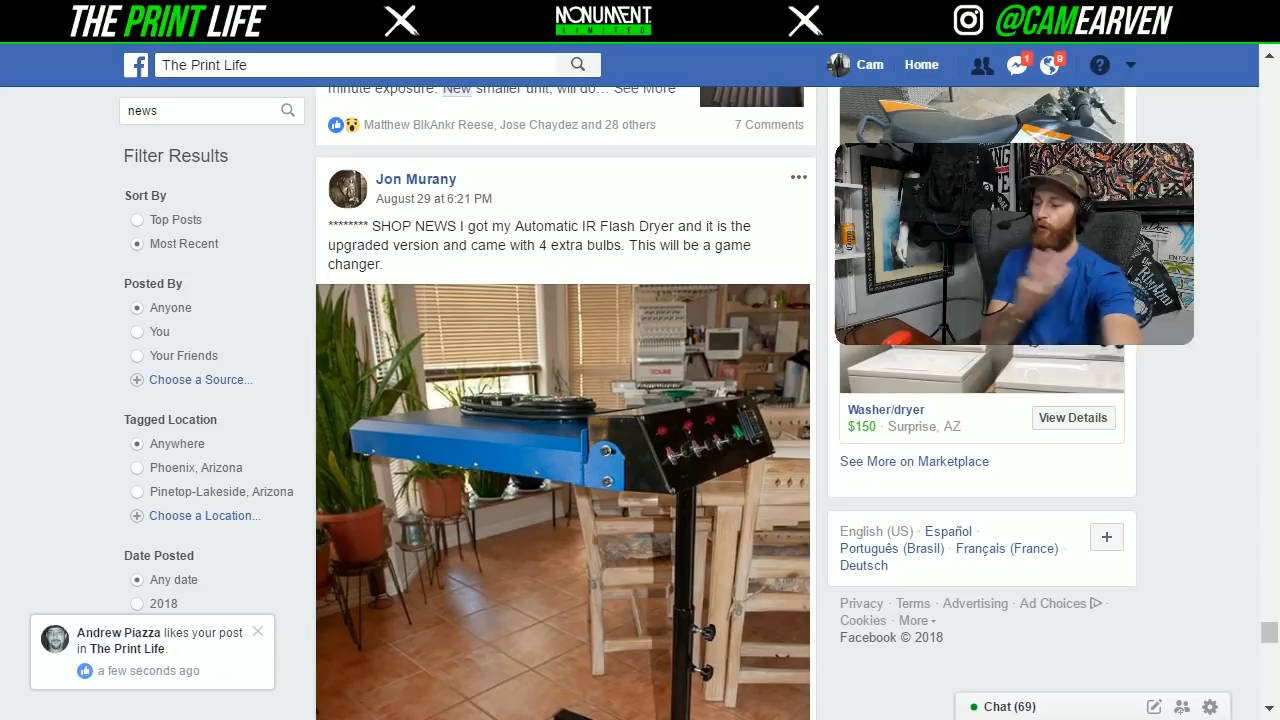 THE PRINT LIFE
MONUMENT
LIMITED
@CAMEARVEN
The Print Life
Cam
Home
1
9
news
minute exposure. New smaller unit, will do… See More
Matthew BlkAnkr Reese, Jose Chaydez and 28 others
7 Comments
Filter Results
Sort By
Top Posts
Most Recent
Posted By
Anyone
You
Your Friends
Choose a Source...
Tagged Location
Anywhere
Phoenix, Arizona
Pinetop-Lakeside, Arizona
Choose a Location...
Date Posted
Any date
2018
Andrew Piazza likes your post
in The Print Life.
a few seconds ago
Jon Murany
August 29 at 6:21 PM
******** SHOP NEWS I got my Automatic IR Flash Dryer and it is the
upgraded version and came with 4 extra bulbs. This will be a game
changer.
Washer/dryer
$150 · Surprise, AZ
View Details
See More on Marketplace
English (US) · Español ·
Português (Brasil) · Français (France) ·
Deutsch
Privacy · Terms · Advertising · Ad Choices ·
Cookies · More
Facebook © 2018
Chat (69)